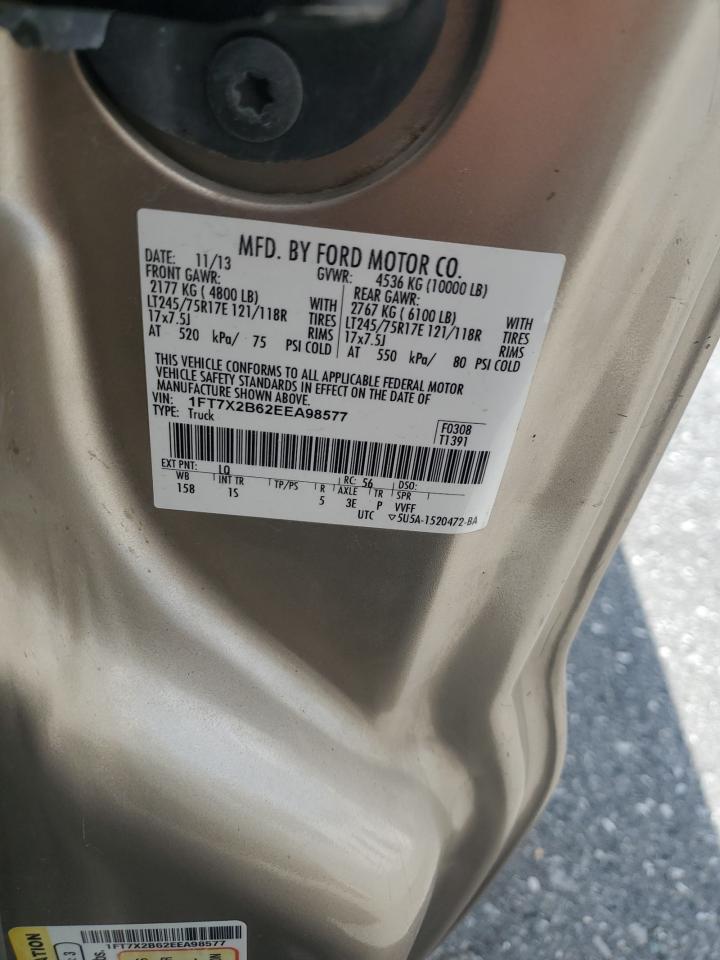 MFD. BY FORD MOTOR CO.
DATE: 11/13 GVWR: 4536 KG (10000 LB)
FRONT GAWR: REAR GAWR:
2177 KG ( 4800 LB) WITH 2767 KG ( 6100 LB) WITH
LT245/75R17E 121/118R TIRES LT245/75R17E 121/118R TIRES
17x7.5J RIMS 17x7.5J RIMS
AT 520 kPa/ 75 PSI COLD AT 550 kPa/ 80 PSI COLD
THIS VEHICLE CONFORMS TO ALL APPLICABLE FEDERAL MOTOR
VEHICLE SAFETY STANDARDS IN EFFECT ON THE DATE OF
MANUFACTURE SHOWN ABOVE.
VIN: 1FT7X2B62EEA98577
TYPE: Truck
F0308
T1391
EXT PNT: LQ RC: 56 DSO:
WB INT TR TP/PS R AXLE TR SPR
158 1S 5 3E P VVFF
UTC ▽5U5A-1520472-BA
1FT7X2B62EEA98577